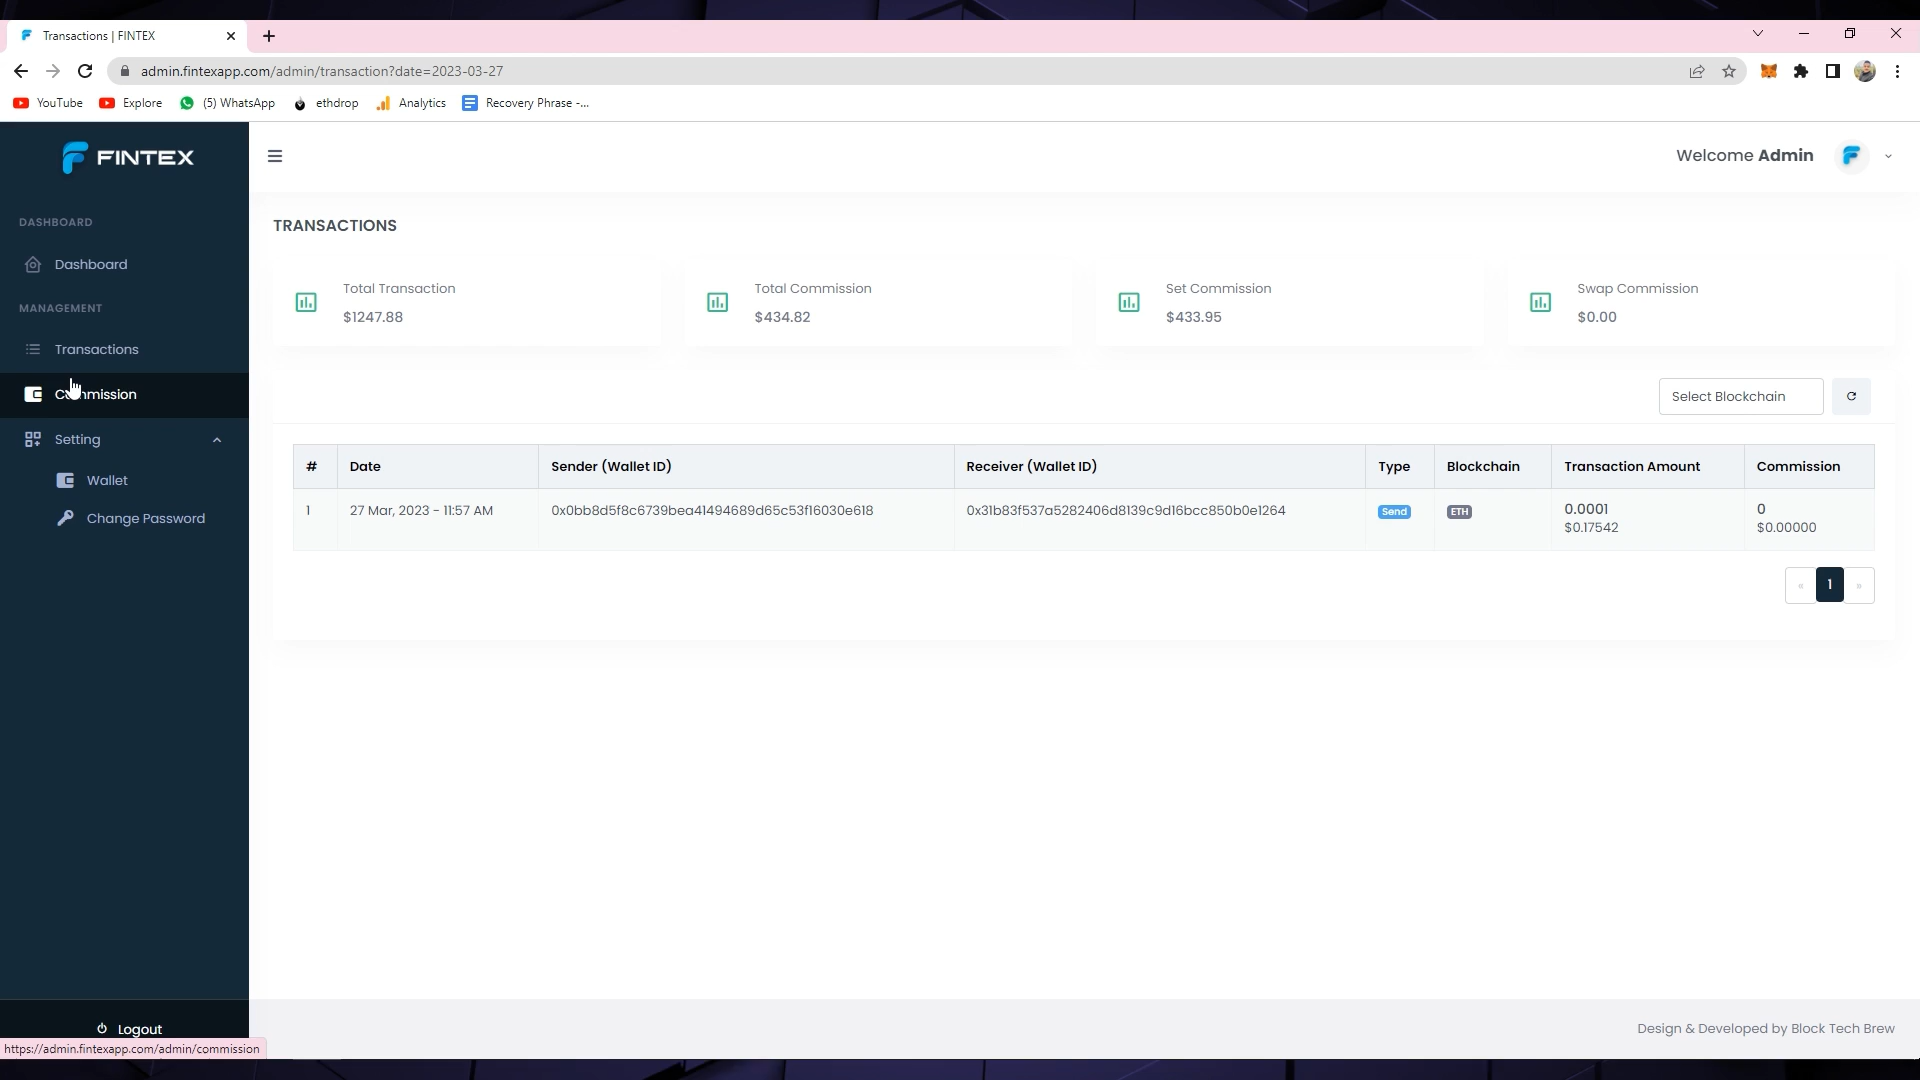 Transactions | FINTEX
admin.fintexapp.com/admin/transaction?date=2023-03-27
YouTube Explore (5) WhatsApp ethdrop Analytics Recovery Phrase -...
FINTEX
Welcome Admin
DASHBOARD
Dashboard
MANAGEMENT
Transactions
Commission
Setting
Wallet
Change Password
Logout
https://admin.fintexapp.com/admin/commission
TRANSACTIONS
Total Transaction
$1247.88
Total Commission
$434.82
Set Commission
$433.95
Swap Commission
$0.00
Select Blockchain
# Date Sender (Wallet ID) Receiver (Wallet ID) Type Blockchain Transaction Amount Commission
1 27 Mar, 2023 - 11:57 AM 0x0bb8d5f8c6739bea41494689d65c53f16030e618 0x31b83f537a5282406d8139c9d16bcc850b0e1264 Send ETH 0.0001 0
$0.17542 $0.00000
« 1 »
Design & Developed by Block Tech Brew